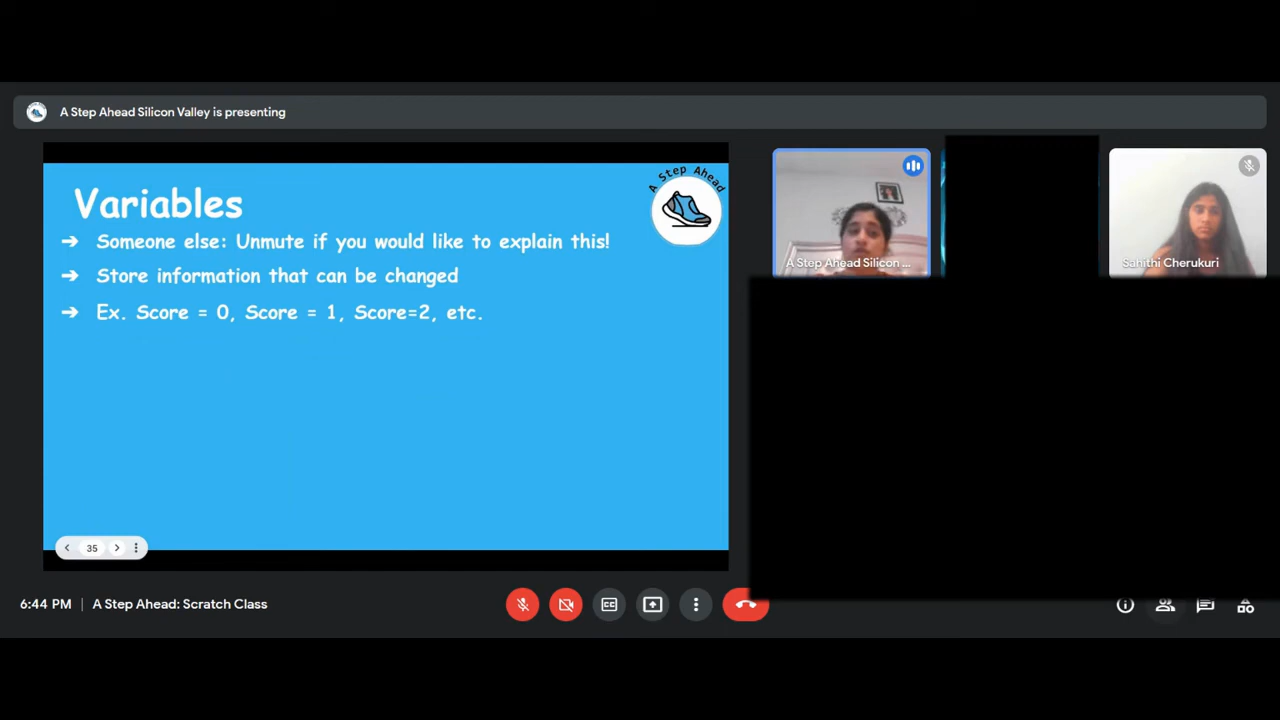 A Step Ahead Silicon Valley is presenting
Variables
A Step Ahead
➔ Someone else: Unmute if you would like to explain this!
➔ Store information that can be changed
➔ Ex. Score = 0, Score = 1, Score=2, etc.
A Step Ahead Silicon ...
Sahithi Cherukuri
35
6:44 PM | A Step Ahead: Scratch Class
CC